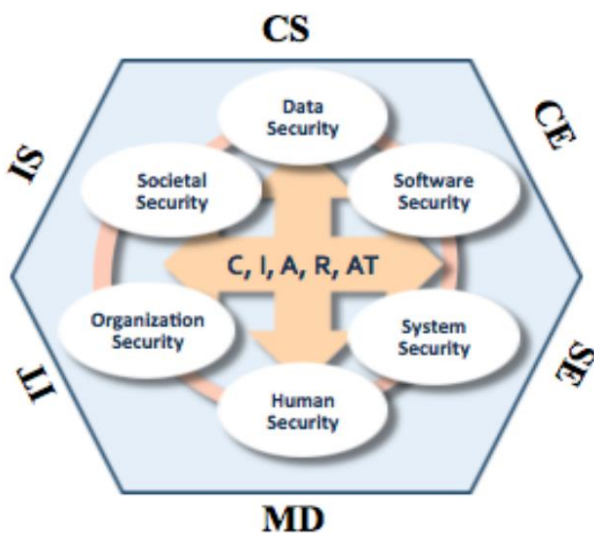 CS
Data
Security
CE
IS
Societal
Security
Software
Security
C, I, A, R, AT
Organization
Security
System
Security
IT
SE
Human
Security
MD